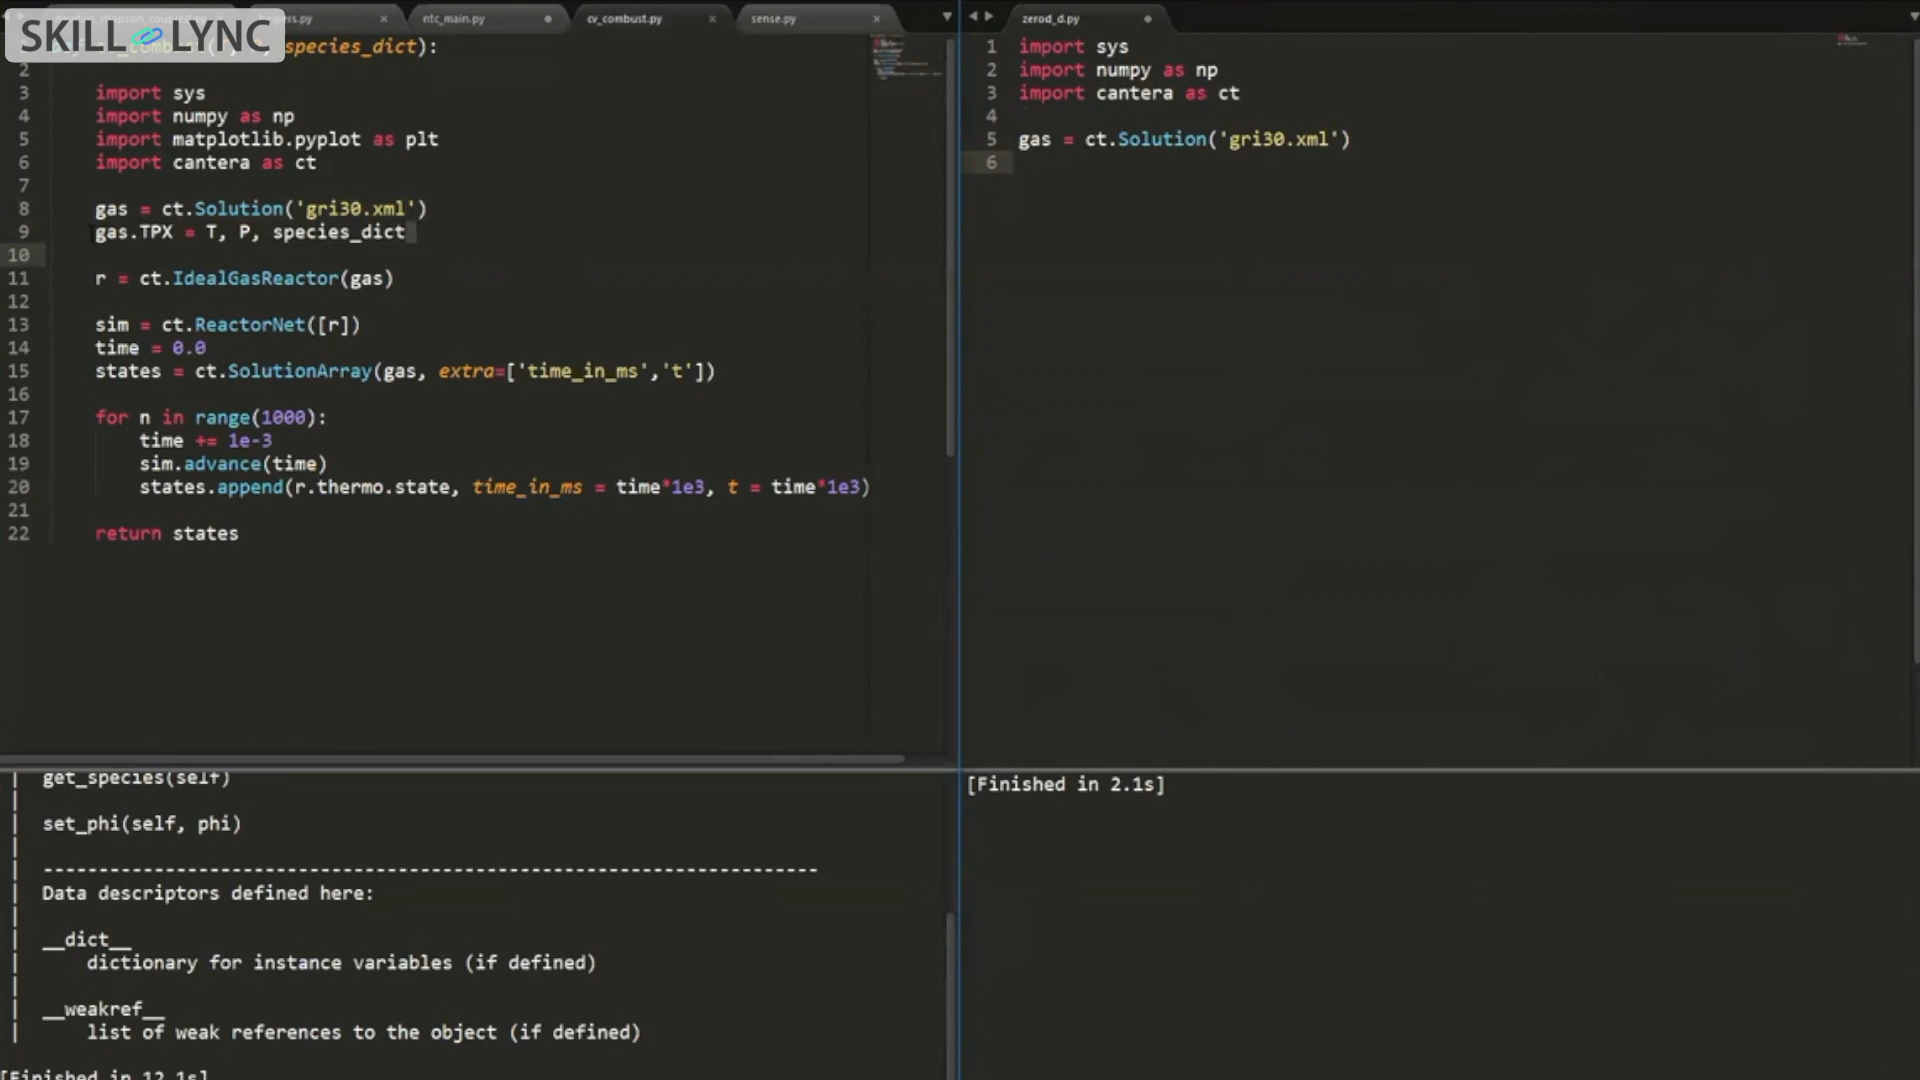 SKILL LYNC
ntc_main.py
cv_combust.py
sense.py
species_dict):
2
3 import sys
4 import numpy as np
5 import matplotlib.pyplot as plt
6 import cantera as ct
7
8 gas = ct.Solution('gri30.xml')
9 gas.TPX = T, P, species_dict
10
11 r = ct.IdealGasReactor(gas)
12
13 sim = ct.ReactorNet([r])
14 time = 0.0
15 states = ct.SolutionArray(gas, extra=['time_in_ms','t'])
16
17 for n in range(1000):
18 time += 1e-3
19 sim.advance(time)
20 states.append(r.thermo.state, time_in_ms = time*1e3, t = time*1e3)
21
22 return states
get_species(self)
set_phi(self, phi)
----------------------------------------------------------------------
Data descriptors defined here:
__dict__
dictionary for instance variables (if defined)
__weakref__
list of weak references to the object (if defined)
[Finished in 12.1s]
zerod_d.py
1 import sys
2 import numpy as np
3 import cantera as ct
4
5 gas = ct.Solution('gri30.xml')
6
[Finished in 2.1s]